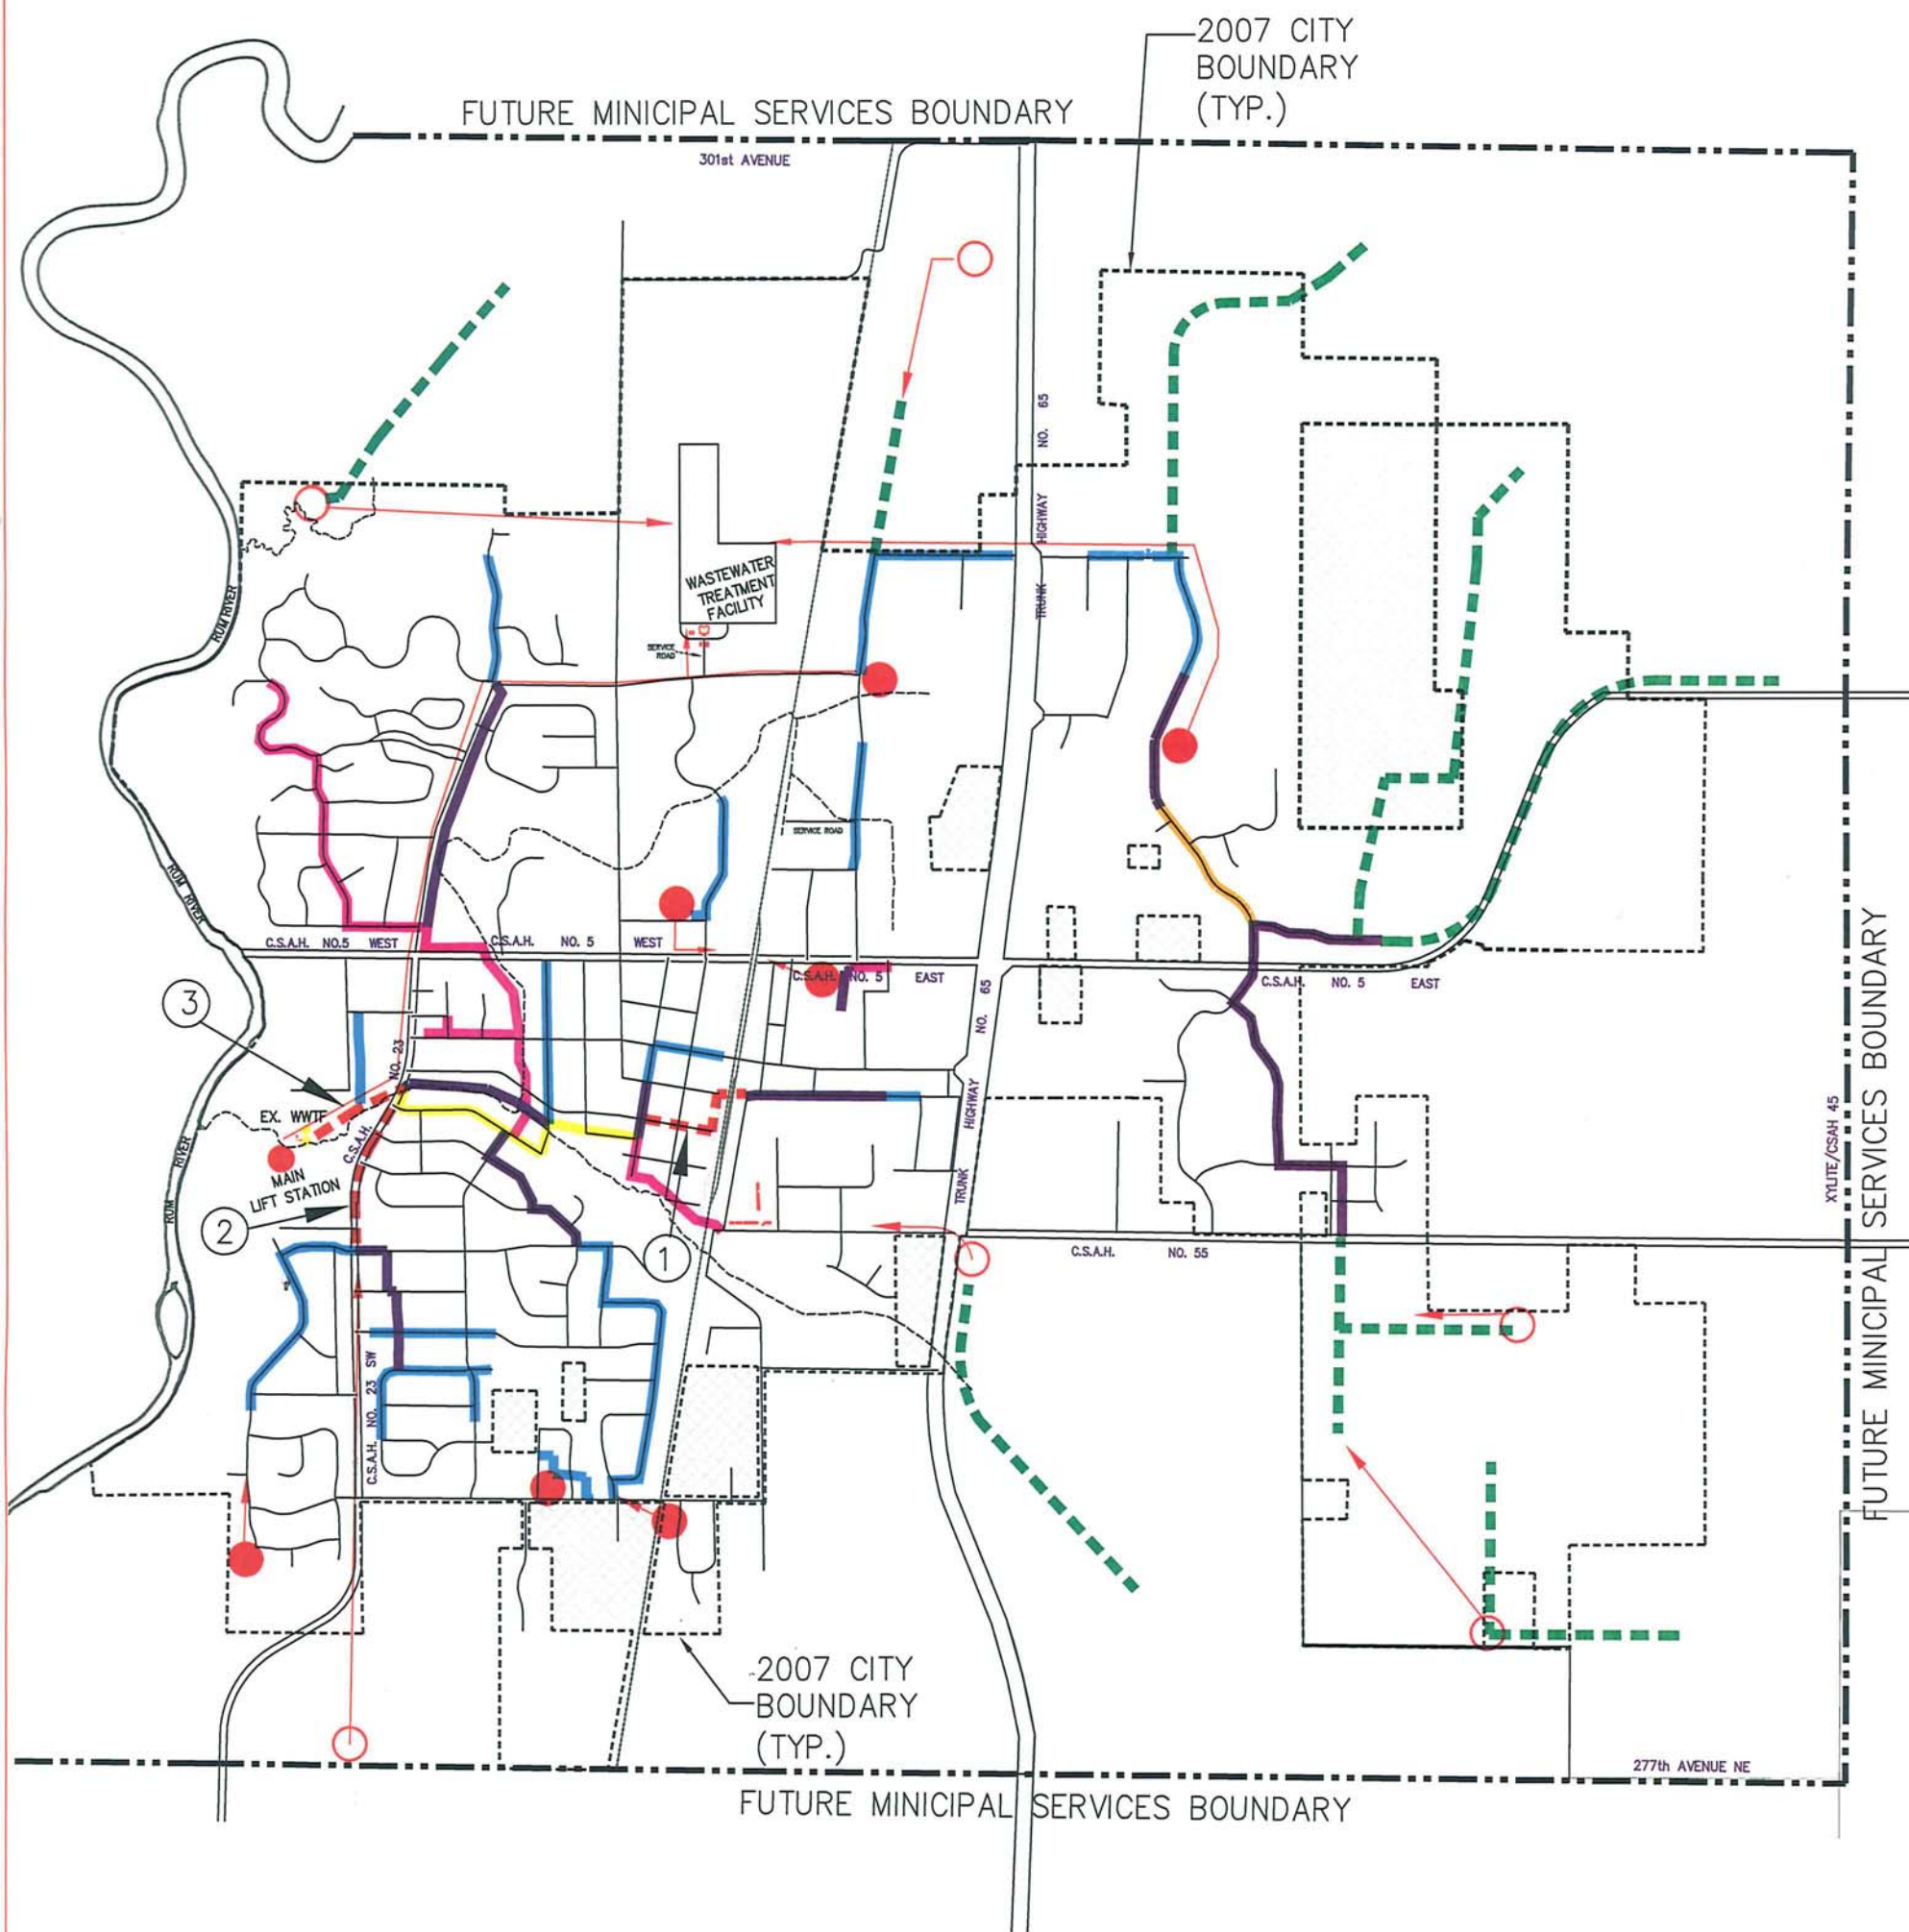 2007 CITY
BOUNDARY
(TYP.)
FUTURE MINICIPAL SERVICES BOUNDARY
301st AVENUE
TRUNK HIGHWAY NO. 65
WASTEWATER
TREATMENT
FACILITY
SERVICE
ROAD
RUM RIVER
SERVICE ROAD
RUM RIVER
C.S.A.H. NO.5 WEST
C.S.A.H. NO. 5 WEST
C.S.A.H. NO. 5 EAST
C.S.A.H. NO. 5 EAST
3
NO. 23
C.S.A.H.
EX. WWTF
MAIN
LIFT STATION
2
1
RUM RIVER
TRUNK HIGHWAY NO. 65
C.S.A.H. NO. 55
C.S.A.H. NO. 23 SW
XYLITE/CSAH 45
FUTURE MINICIPAL SERVICES BOUNDARY
2007 CITY
BOUNDARY
(TYP.)
277th AVENUE NE
FUTURE MINICIPAL SERVICES BOUNDARY